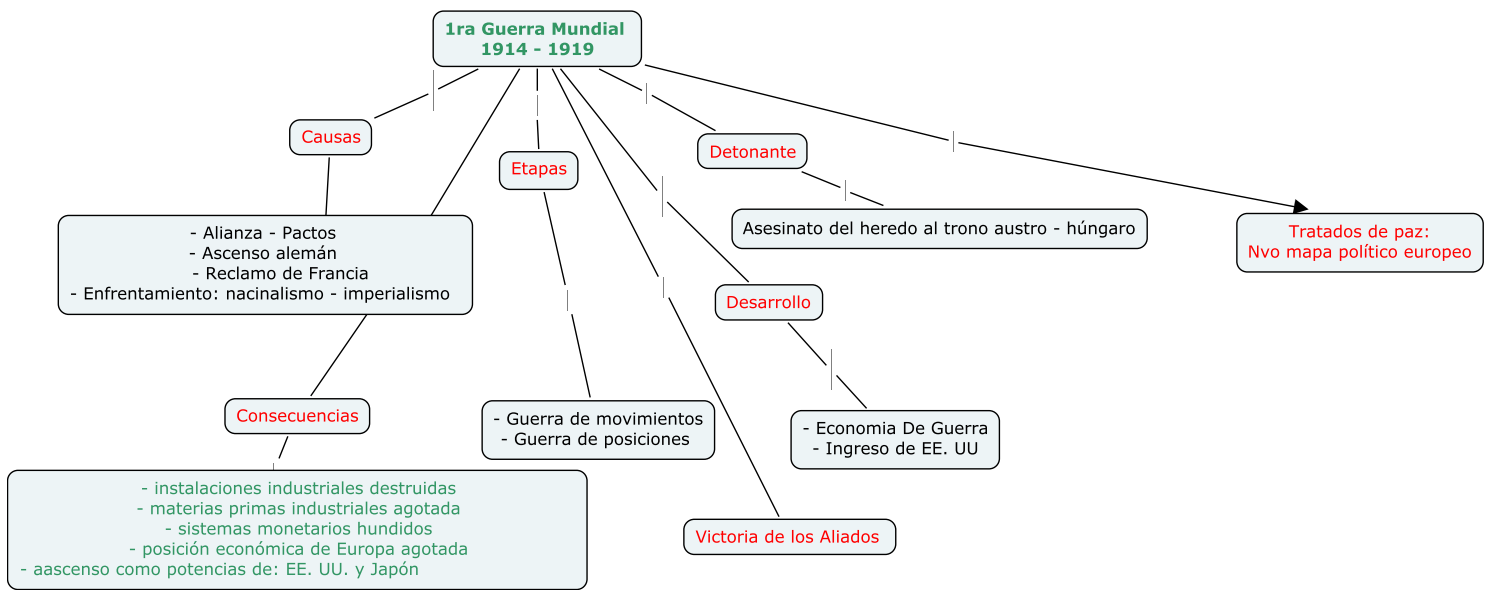 1ra Guerra Mundial
1914 - 1919
Causas
Detonante
Etapas
Asesinato del heredo al trono austro - húngaro
Tratados de paz:
Nvo mapa político europeo
- Alianza - Pactos
- Ascenso alemán
- Reclamo de Francia
- Enfrentamiento: nacinalismo - imperialismo
Desarrollo
Consecuencias
- Guerra de movimientos
- Guerra de posiciones
- Economia De Guerra
- Ingreso de EE. UU
- instalaciones industriales destruidas
- materias primas industriales agotada
- sistemas monetarios hundidos
- posición económica de Europa agotada
- aascenso como potencias de: EE. UU. y Japón
Victoria de los Aliados